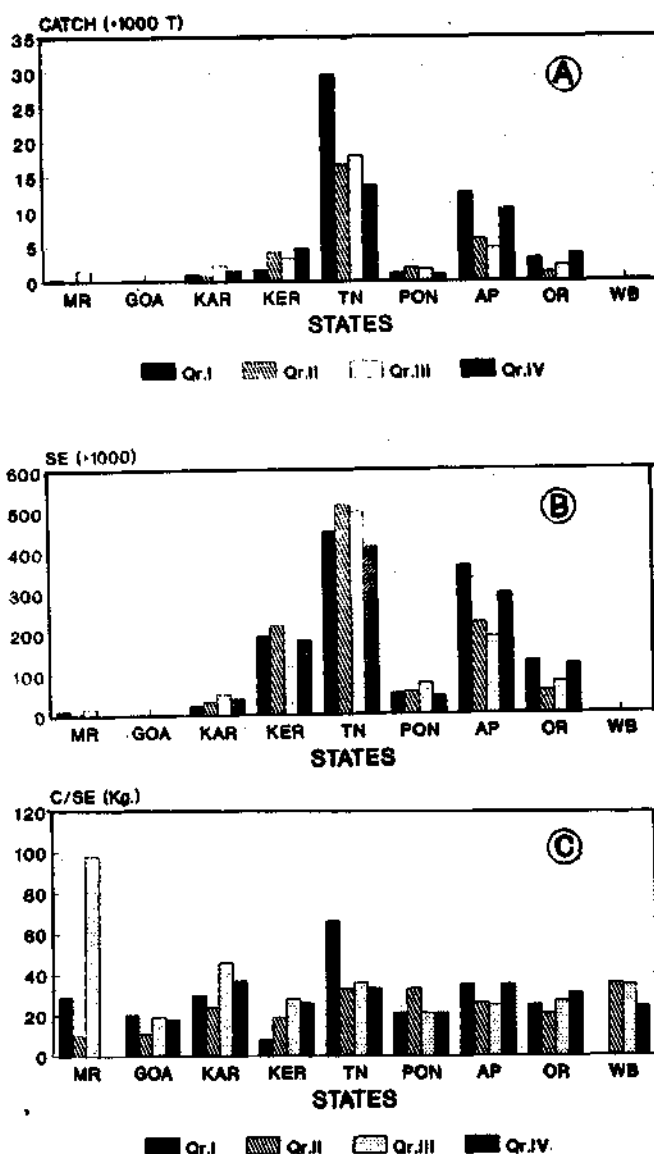 CATCH (*1000 T)
A
35
30
25
20
15
10
5
0
MR GOA KAR KER TN PON AP OR WB
STATES
Qr.I Qr.II Qr.III Qr.IV
SE (*1000)
B
600
500
400
300
200
100
0
MR GOA KAR KER TN PON AP OR WB
STATES
C/SE (Kg.)
C
120
100
80
60
40
20
0
MR GOA KAR KER TN PON AP OR WB
STATES
Qr.I Qr.II Qr.III Qr.IV